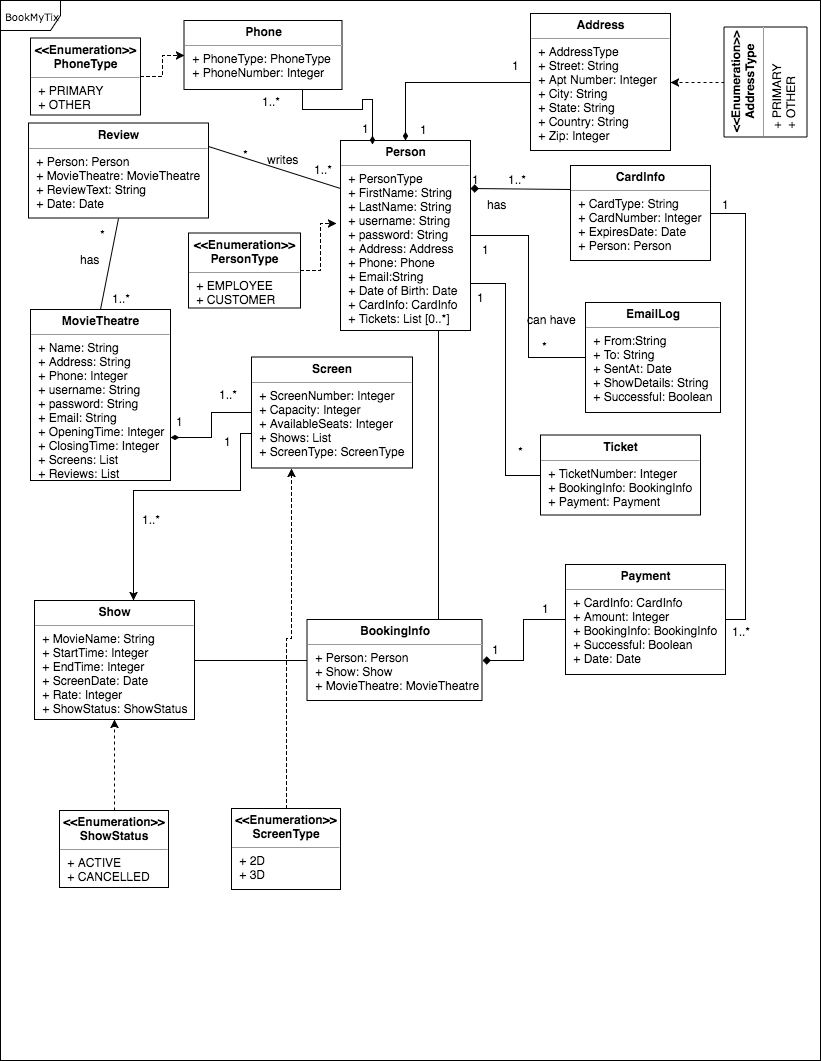 BookMyTix
<<Enumeration>>
PhoneType
+ PRIMARY
+ OTHER
Phone
+ PhoneType: PhoneType
+ PhoneNumber: Integer
1..*
1
Address
+ AddressType
+ Street: String
+ Apt Number: Integer
+ City: String
+ State: String
+ Country: String
+ Zip: Integer
1
1
<<Enumeration>>
AddressType
+ PRIMARY
+ OTHER
Review
+ Person: Person
+ MovieTheatre: MovieTheatre
+ ReviewText: String
+ Date: Date
*
writes
1..*
Person
+ PersonType
+ FirstName: String
+ LastName: String
+ username: String
+ password: String
+ Address: Address
+ Phone: Phone
+ Email:String
+ Date of Birth: Date
+ CardInfo: CardInfo
+ Tickets: List [0..*]
1
1..*
has
CardInfo
+ CardType: String
+ CardNumber: Integer
+ ExpiresDate: Date
+ Person: Person
1
<<Enumeration>>
PersonType
+ EMPLOYEE
+ CUSTOMER
*
has
1..*
1
can have
*
EmailLog
+ From:String
+ To: String
+ SentAt: Date
+ ShowDetails: String
+ Successful: Boolean
1
*
MovieTheatre
+ Name: String
+ Address: String
+ Phone: Integer
+ username: String
+ password: String
+ Email: String
+ OpeningTime: Integer
+ ClosingTime: Integer
+ Screens: List
+ Reviews: List
1
1..*
Screen
+ ScreenNumber: Integer
+ Capacity: Integer
+ AvailableSeats: Integer
+ Shows: List
+ ScreenType: ScreenType
1
1..*
Ticket
+ TicketNumber: Integer
+ BookingInfo: BookingInfo
+ Payment: Payment
Show
+ MovieName: String
+ StartTime: Integer
+ EndTime: Integer
+ ScreenDate: Date
+ Rate: Integer
+ ShowStatus: ShowStatus
BookingInfo
+ Person: Person
+ Show: Show
+ MovieTheatre: MovieTheatre
1
1
Payment
+ CardInfo: CardInfo
+ Amount: Integer
+ BookingInfo: BookingInfo
+ Successful: Boolean
+ Date: Date
1..*
<<Enumeration>>
ShowStatus
+ ACTIVE
+ CANCELLED
<<Enumeration>>
ScreenType
+ 2D
+ 3D